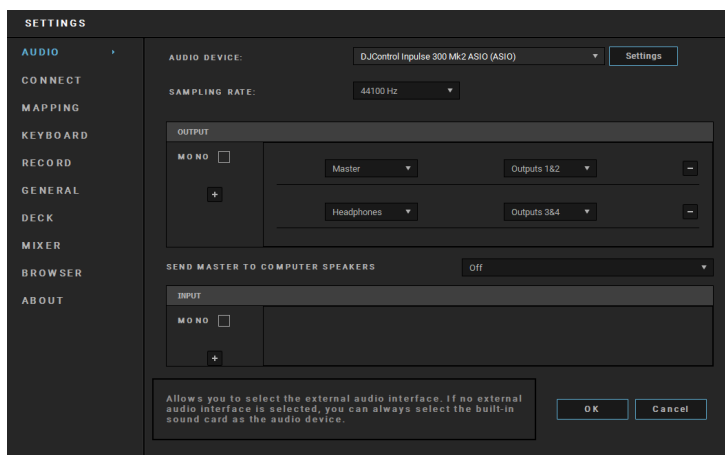 SETTINGS
AUDIO
CONNECT
MAPPING
KEYBOARD
RECORD
GENERAL
DECK
MIXER
BROWSER
ABOUT
AUDIO DEVICE: DJControl Inpulse 300 Mk2 ASIO (ASIO) Settings
SAMPLING RATE: 44100 Hz
OUTPUT
MONO
+
Master Outputs 1&2 −
Headphones Outputs 3&4 −
SEND MASTER TO COMPUTER SPEAKERS Off
INPUT
MONO
+
Allows you to select the external audio interface. If no external
audio interface is selected, you can always select the built-in
sound card as the audio device.
OK Cancel